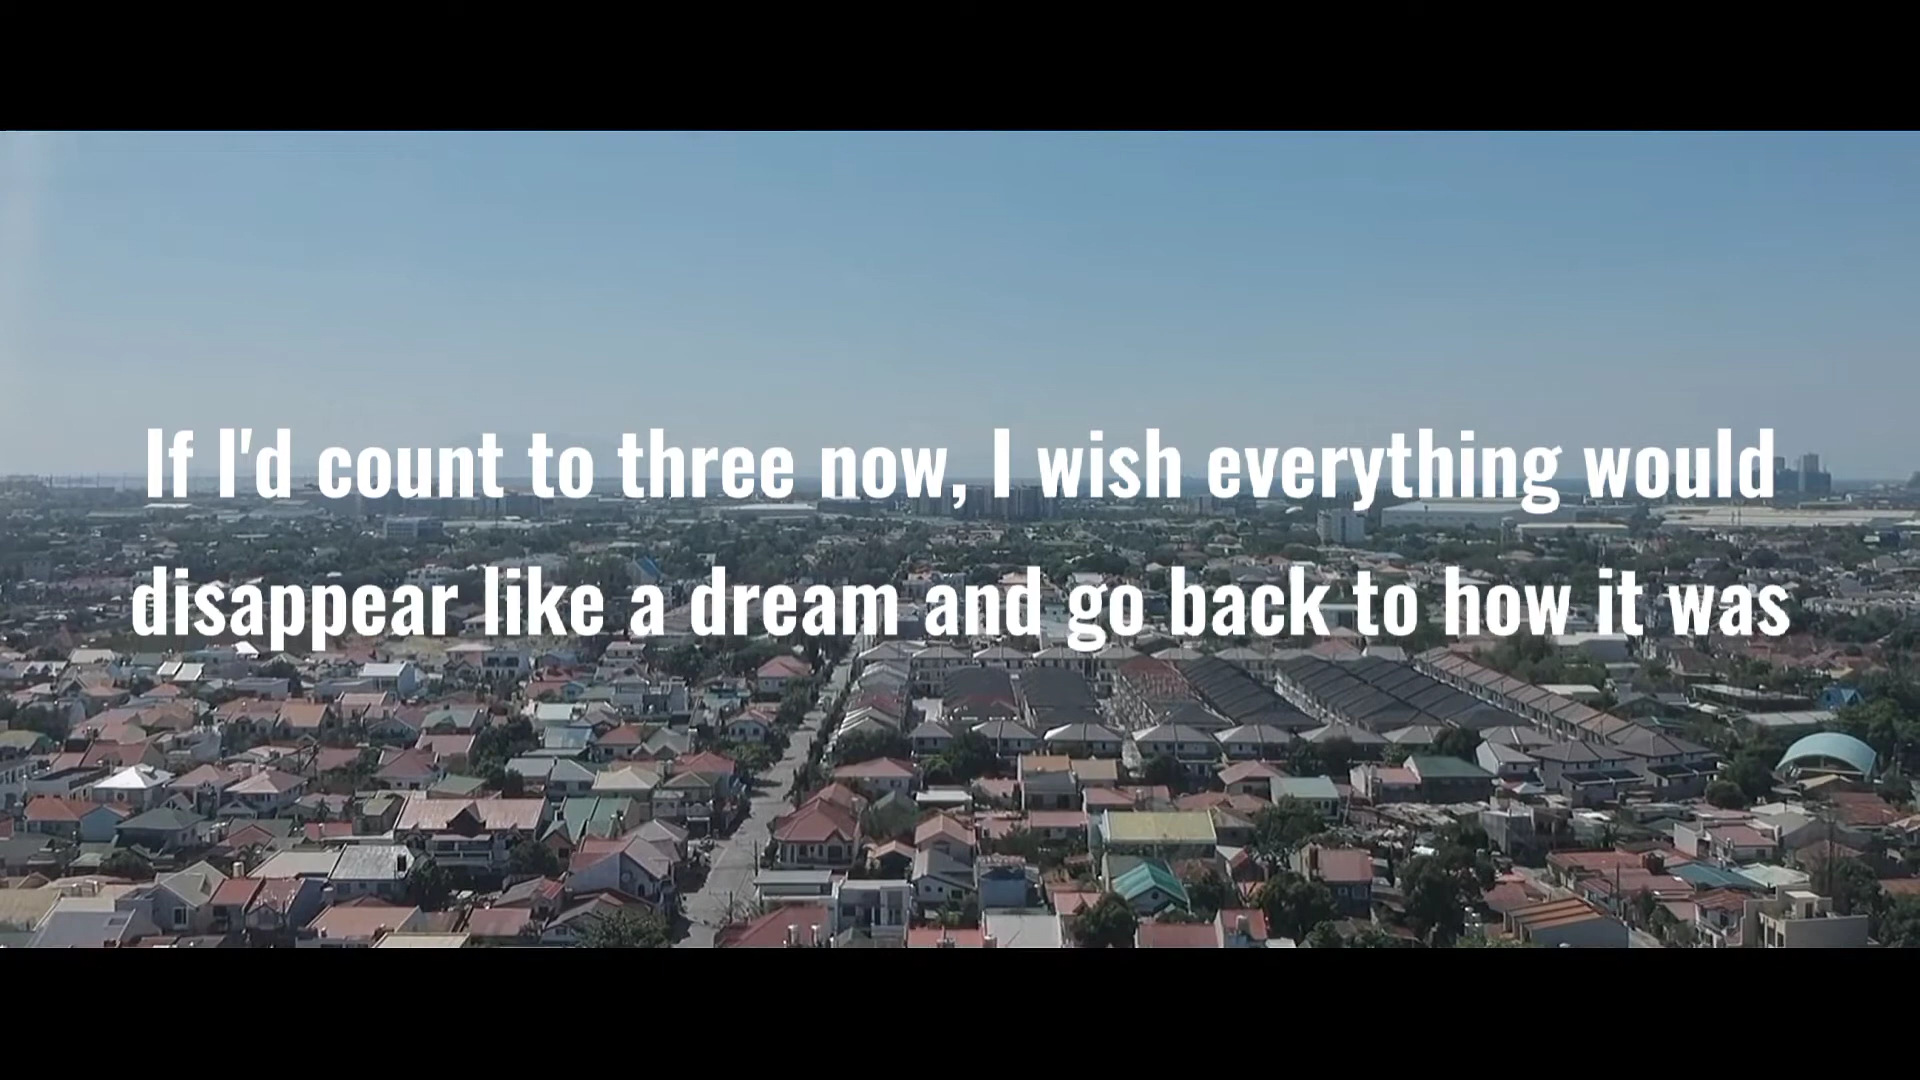 If I'd count to three now, I wish everything would
disappear like a dream and go back to how it was